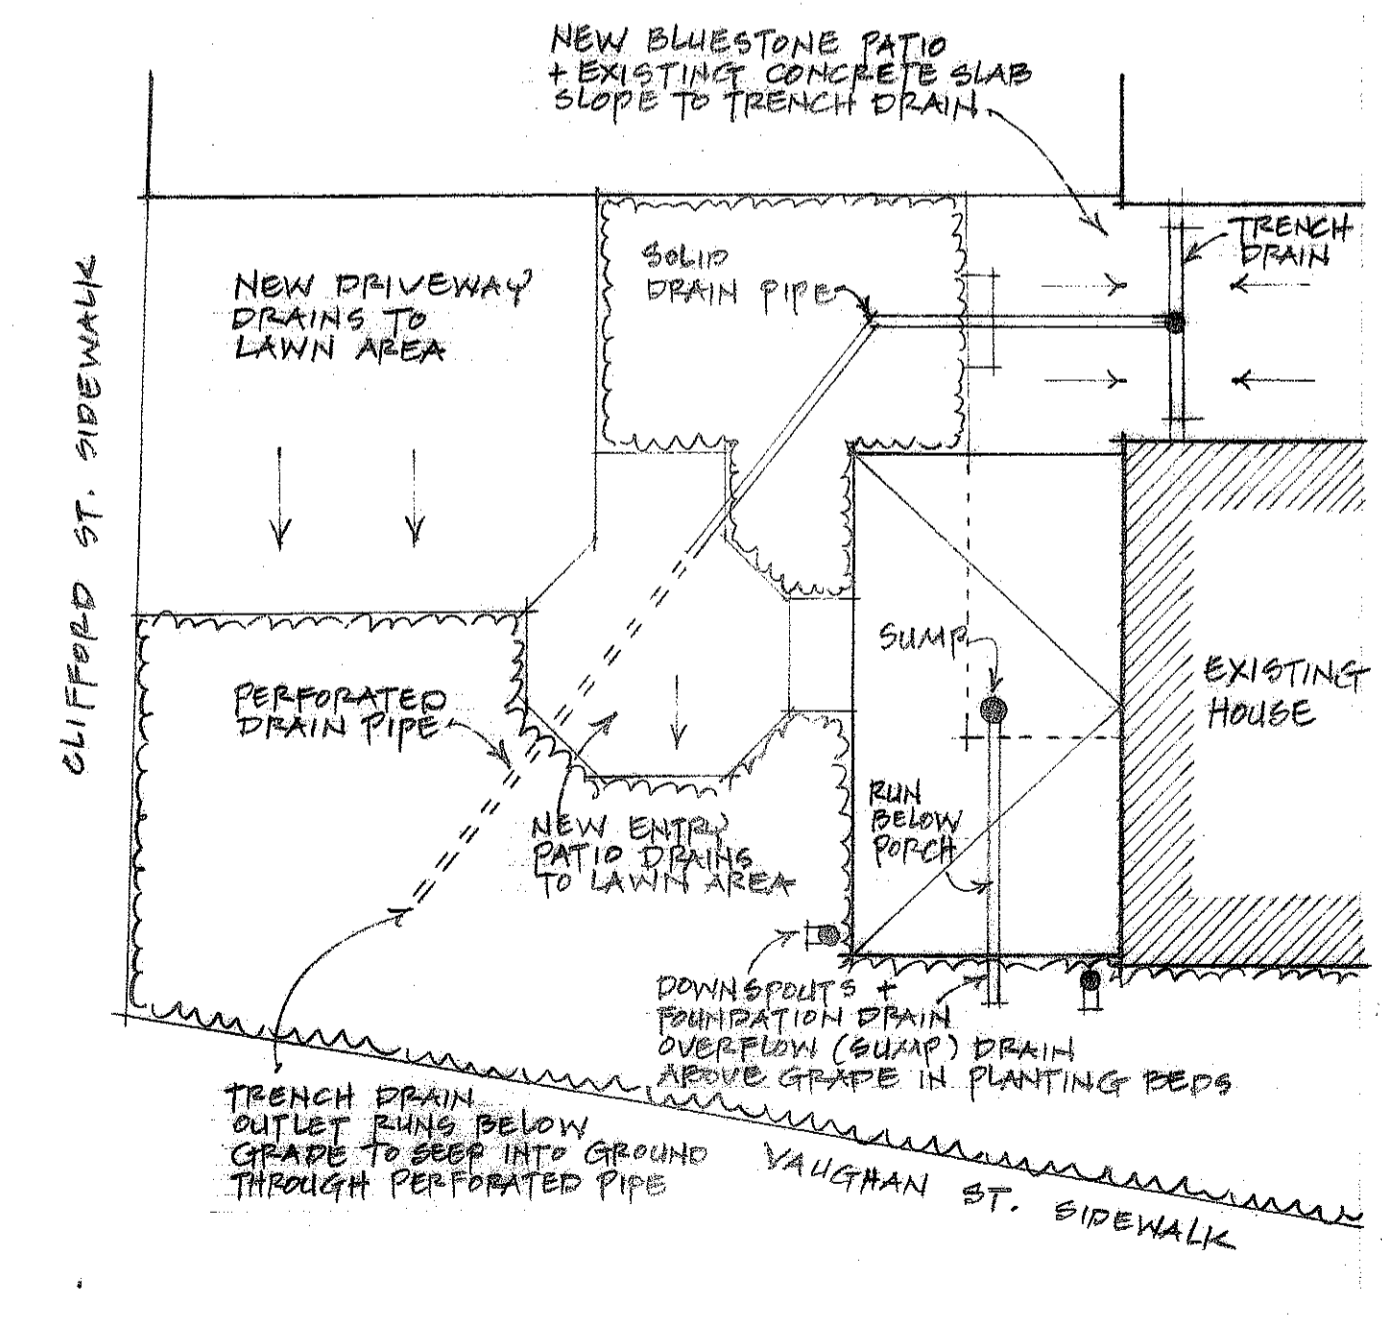 NEW BLUESTONE PATIO
+ EXISTING CONCRETE SLAB
SLOPE TO TRENCH DRAIN
TRENCH
DRAIN
SOLID
DRAIN PIPE
NEW DRIVEWAY
DRAINS TO
LAWN AREA
CLIFFORD ST. SIDEWALK
SUMP
EXISTING
HOUSE
PERFORATED
DRAIN PIPE
RUN
BELOW
PORCH
NEW ENTRY
PATIO DRAINS
TO LAWN AREA
DOWNSPOUTS +
FOUNDATION DRAIN
OVERFLOW (SUMP) DRAIN
ABOVE GRADE IN PLANTING BEDS
TRENCH DRAIN
OUTLET RUNS BELOW
GRADE TO SEEP INTO GROUND
THROUGH PERFORATED PIPE
VAUGHAN ST. SIDEWALK